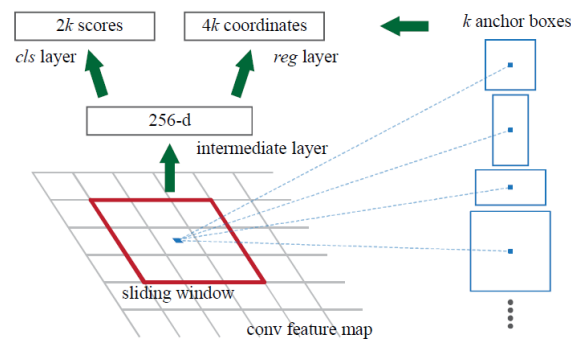 2k scores
4k coordinates
k anchor boxes
cls layer
reg layer
256-d
intermediate layer
sliding window
conv feature map